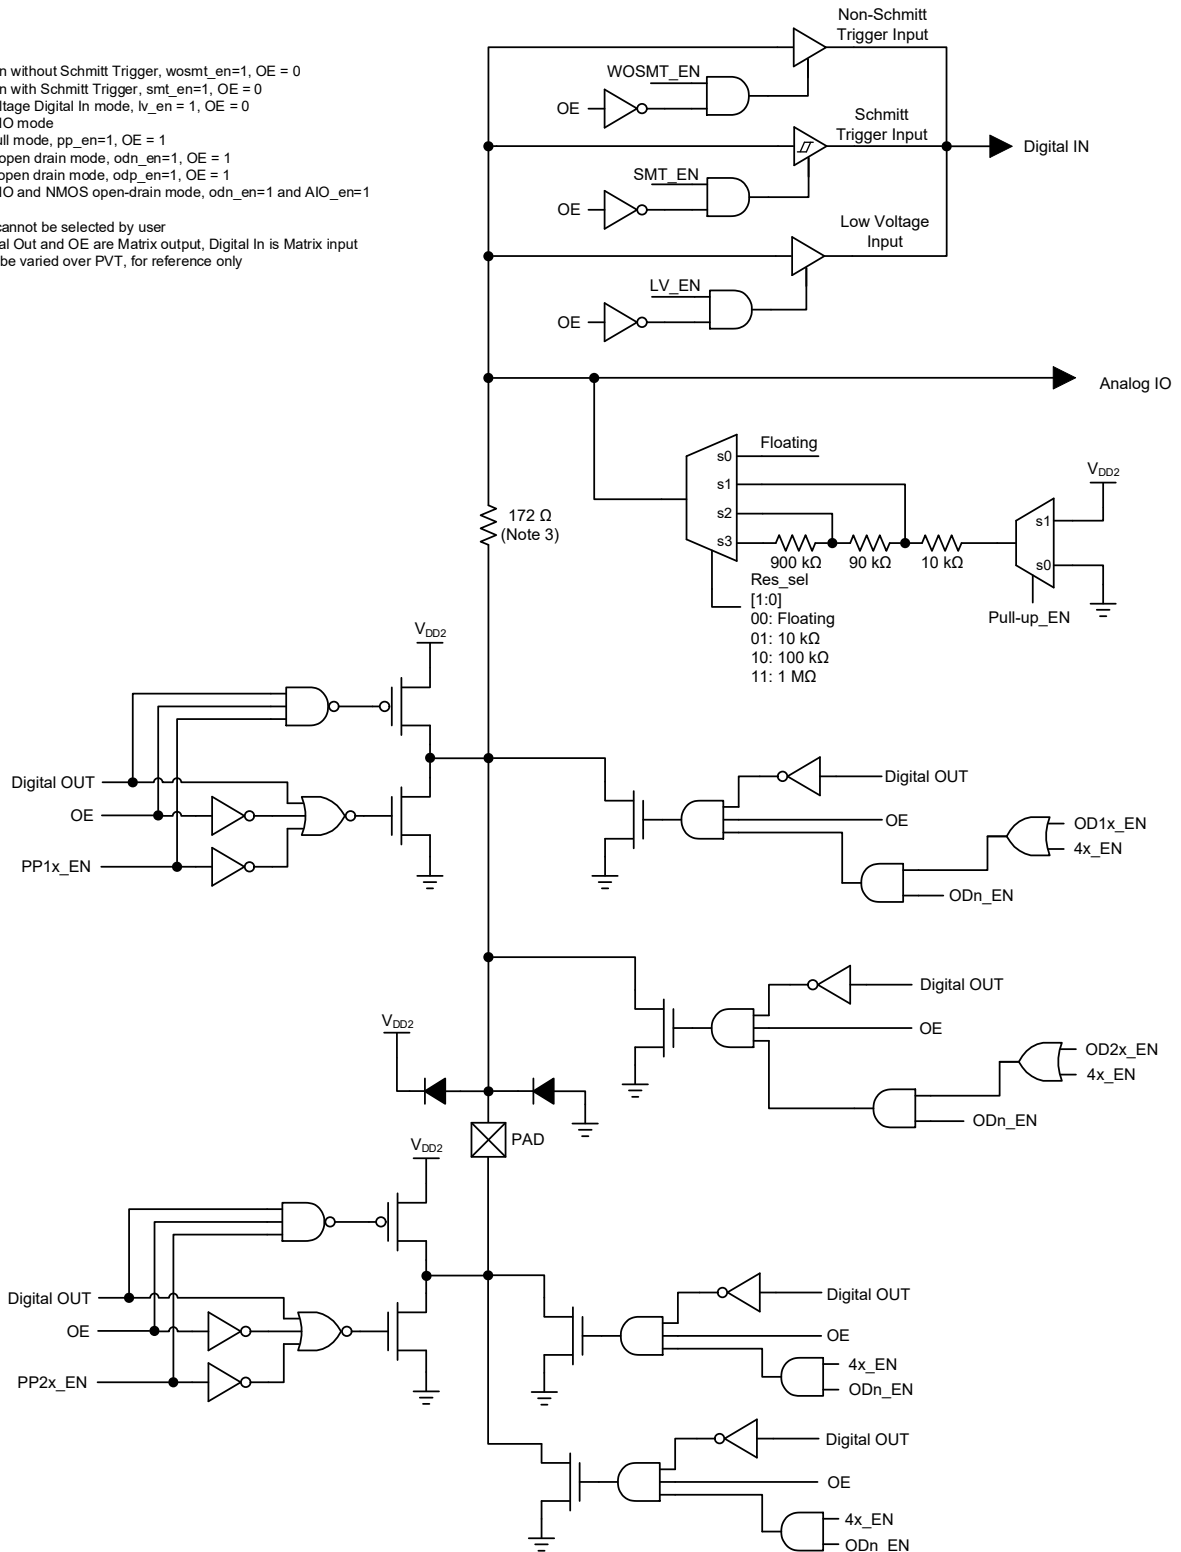 n without Schmitt Trigger, wosmt_en=1, OE = 0
n with Schmitt Trigger, smt_en=1, OE = 0
ltage Digital In mode, lv_en = 1, OE = 0
IO mode
ull mode, pp_en=1, OE = 1
open drain mode, odn_en=1, OE = 1
open drain mode, odp_en=1, OE = 1
IO and NMOS open-drain mode, odn_en=1 and AIO_en=1
cannot be selected by user
al Out and OE are Matrix output, Digital In is Matrix input
be varied over PVT, for reference only
Non-Schmitt
Trigger Input
WOSMT_EN
OE
Schmitt
Trigger Input
Digital IN
SMT_EN
OE
Low Voltage
Input
LV_EN
OE
Analog IO
Floating
s0
s1
s2
s3
900 kΩ
90 kΩ
10 kΩ
VDD2
s1
s0
Pull-up_EN
Res_sel
[1:0]
00: Floating
01: 10 kΩ
10: 100 kΩ
11: 1 MΩ
172 Ω
(Note 3)
VDD2
Digital OUT
OE
PP1x_EN
Digital OUT
OE
OD1x_EN
4x_EN
ODn_EN
Digital OUT
OE
OD2x_EN
4x_EN
ODn_EN
VDD2
PAD
VDD2
Digital OUT
OE
PP2x_EN
Digital OUT
OE
4x_EN
ODn_EN
Digital OUT
OE
4x_EN
ODn_EN